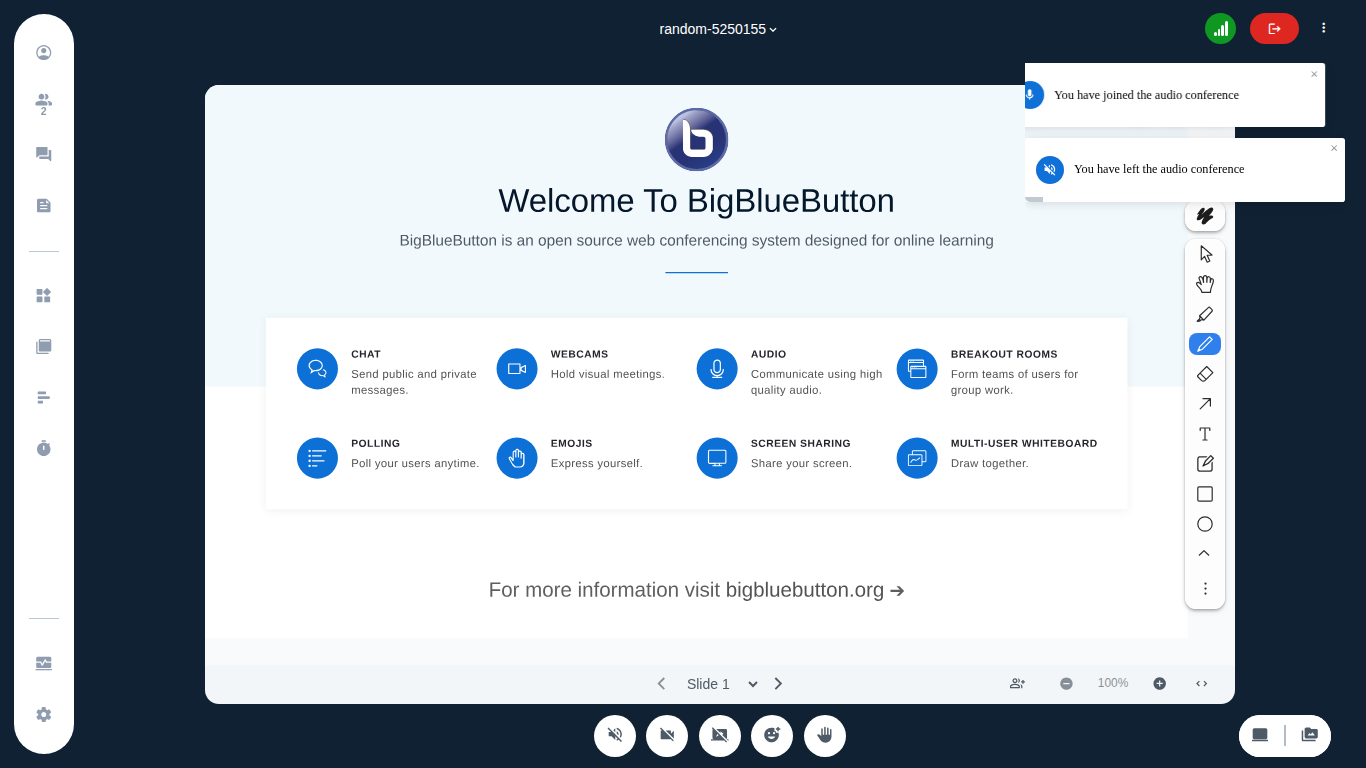 random-5250155
2
You have joined the audio conference
You have left the audio conference
Welcome To BigBlueButton
BigBlueButton is an open source web conferencing system designed for online learning
CHAT
Send public and private
messages.
WEBCAMS
Hold visual meetings.
AUDIO
Communicate using high
quality audio.
BREAKOUT ROOMS
Form teams of users for
group work.
POLLING
Poll your users anytime.
EMOJIS
Express yourself.
SCREEN SHARING
Share your screen.
MULTI-USER WHITEBOARD
Draw together.
For more information visit bigbluebutton.org ➔
Slide 1
100%